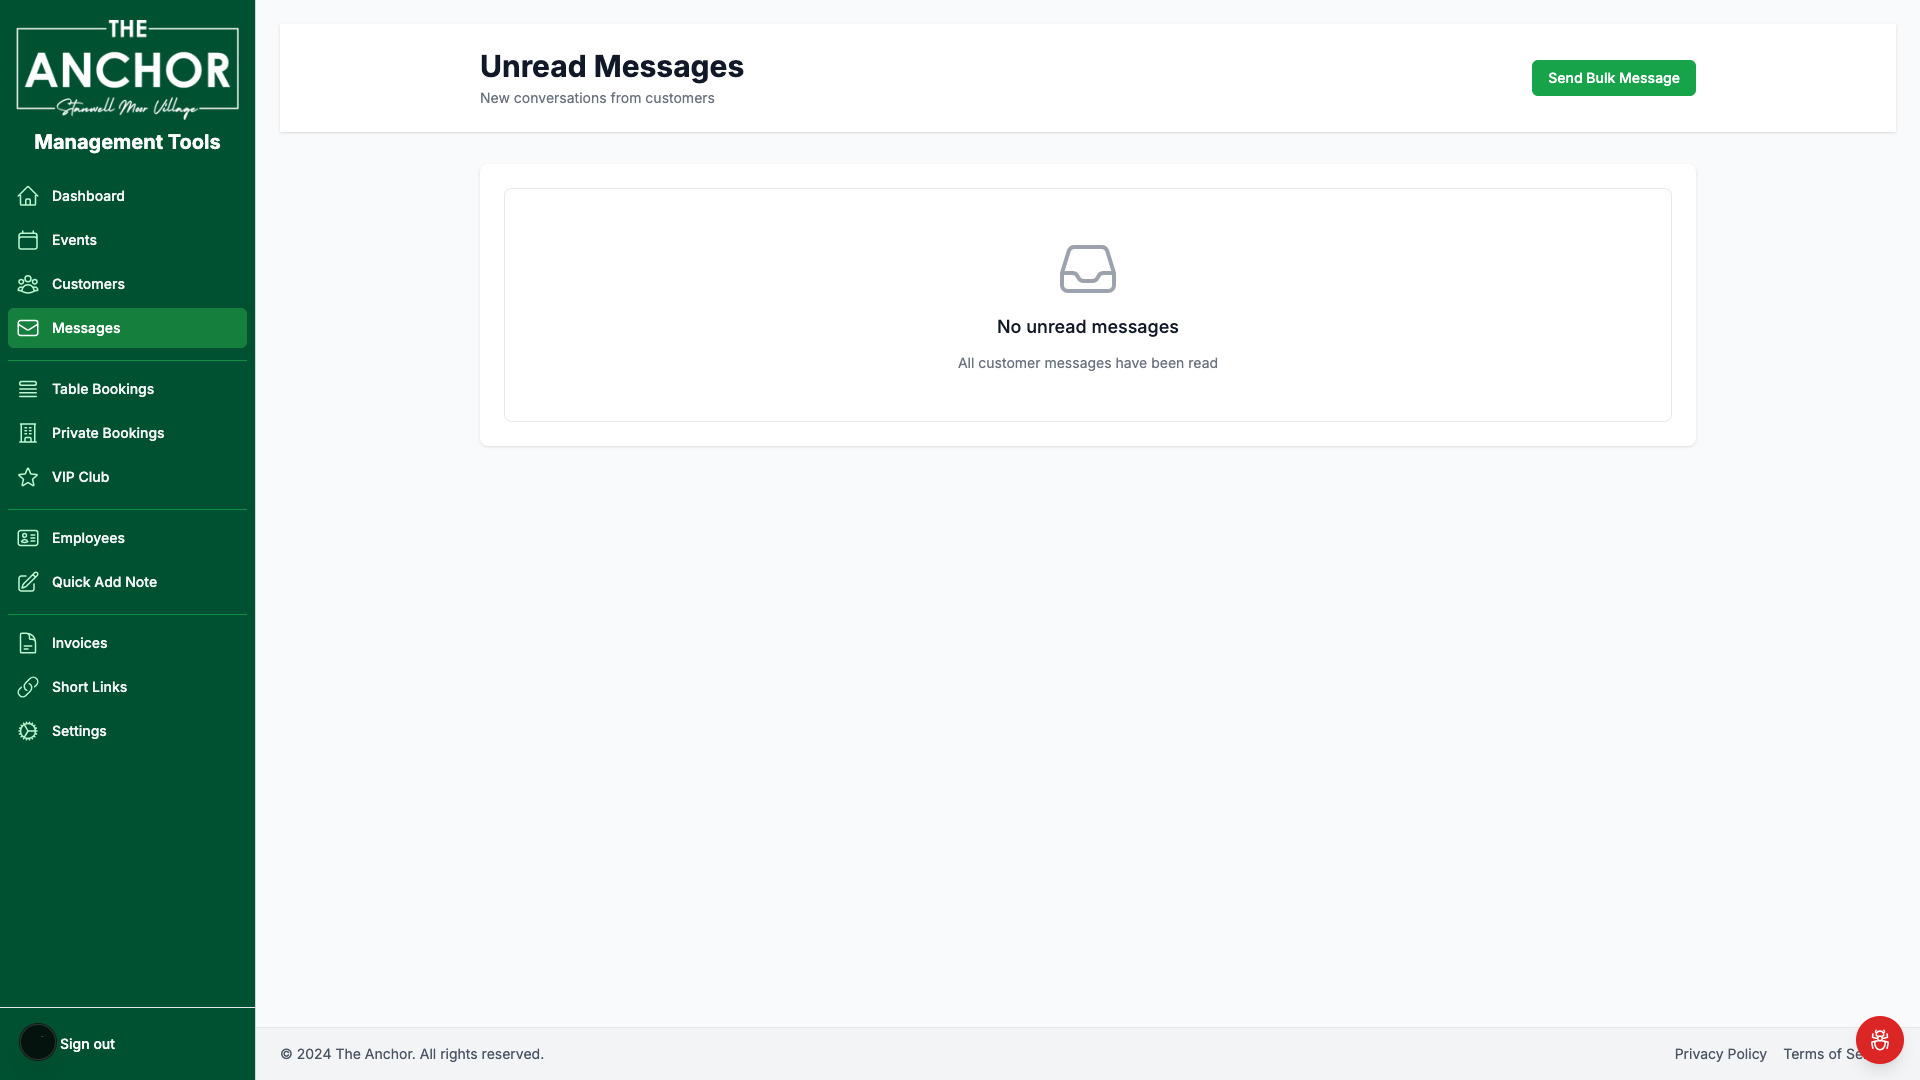 THE
ANCHOR
Stanwell Moor Village
Management Tools
Dashboard
Events
Customers
Messages
Table Bookings
Private Bookings
VIP Club
Employees
Quick Add Note
Invoices
Short Links
Settings
Sign out
Unread Messages
New conversations from customers
Send Bulk Message
No unread messages
All customer messages have been read
© 2024 The Anchor. All rights reserved.
Privacy Policy
Terms of